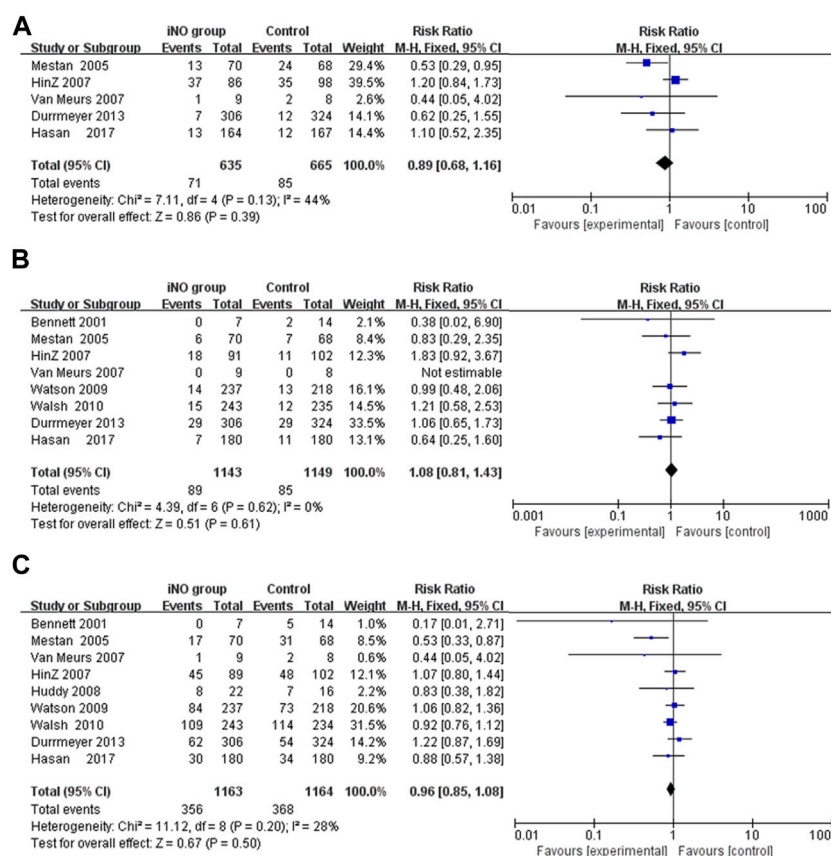 A
iNO group Control Risk Ratio Risk Ratio
Study or Subgroup Events Total Events Total Weight M-H, Fixed, 95% CI M-H, Fixed, 95% CI
Mestan 2005 13 70 24 68 29.4% 0.53 [0.29, 0.95]
HinZ 2007 37 86 35 98 39.5% 1.20 [0.84, 1.73]
Van Meurs 2007 1 9 2 8 2.6% 0.44 [0.05, 4.02]
Durrmeyer 2013 7 306 12 324 14.1% 0.62 [0.25, 1.55]
Hasan 2017 13 164 12 167 14.4% 1.10 [0.52, 2.35]
Total (95% CI) 635 665 100.0% 0.89 [0.68, 1.16]
Total events 71 85
Heterogeneity: Chi² = 7.11, df = 4 (P = 0.13); I² = 44%
Test for overall effect: Z = 0.86 (P = 0.39)
0.01 0.1 1 10 100
Favours [experimental] Favours [control]
B
iNO group Control Risk Ratio Risk Ratio
Study or Subgroup Events Total Events Total Weight M-H, Fixed, 95% CI M-H, Fixed, 95% CI
Bennett 2001 0 7 2 14 2.1% 0.38 [0.02, 6.90]
Mestan 2005 6 70 7 68 8.4% 0.83 [0.29, 2.35]
HinZ 2007 18 91 11 102 12.3% 1.83 [0.92, 3.67]
Van Meurs 2007 0 9 0 8 Not estimable
Watson 2009 14 237 13 218 16.1% 0.99 [0.48, 2.06]
Walsh 2010 15 243 12 235 14.5% 1.21 [0.58, 2.53]
Durrmeyer 2013 29 306 29 324 33.5% 1.06 [0.65, 1.73]
Hasan 2017 7 180 11 180 13.1% 0.64 [0.25, 1.60]
Total (95% CI) 1143 1149 100.0% 1.08 [0.81, 1.43]
Total events 89 85
Heterogeneity: Chi² = 4.39, df = 6 (P = 0.62); I² = 0%
Test for overall effect: Z = 0.51 (P = 0.61)
0.001 0.1 1 10 1000
Favours [experimental] Favours [control]
C
iNO group Control Risk Ratio Risk Ratio
Study or Subgroup Events Total Events Total Weight M-H, Fixed, 95% CI M-H, Fixed, 95% CI
Bennett 2001 0 7 5 14 1.0% 0.17 [0.01, 2.71]
Mestan 2005 17 70 31 68 8.5% 0.53 [0.33, 0.87]
Van Meurs 2007 1 9 2 8 0.6% 0.44 [0.05, 4.02]
HinZ 2007 45 89 48 102 12.1% 1.07 [0.80, 1.44]
Huddy 2008 8 22 7 16 2.2% 0.83 [0.38, 1.82]
Watson 2009 84 237 73 218 20.6% 1.06 [0.82, 1.36]
Walsh 2010 109 243 114 234 31.5% 0.92 [0.76, 1.12]
Durrmeyer 2013 62 306 54 324 14.2% 1.22 [0.87, 1.69]
Hasan 2017 30 180 34 180 9.2% 0.88 [0.57, 1.38]
Total (95% CI) 1163 1164 100.0% 0.96 [0.85, 1.08]
Total events 356 368
Heterogeneity: Chi² = 11.12, df = 8 (P = 0.20); I² = 28%
Test for overall effect: Z = 0.67 (P = 0.50)
0.01 0.1 1 10 100
Favours [experimental] Favours [control]